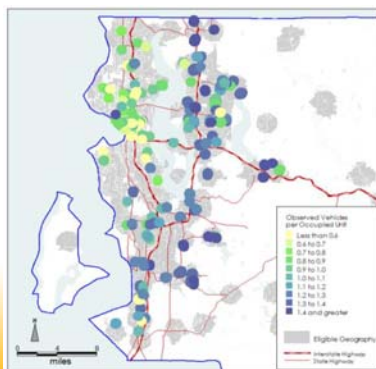 Observed Vehicles
per Occupied Unit
Less than 0.6
0.6 to 0.7
0.7 to 0.8
0.8 to 0.9
0.9 to 1.0
1.0 to 1.1
1.1 to 1.2
1.2 to 1.3
1.3 to 1.4
1.4 and greater
Eligible Geography
Interstate Highway
State Highway
N
0 4 8
miles